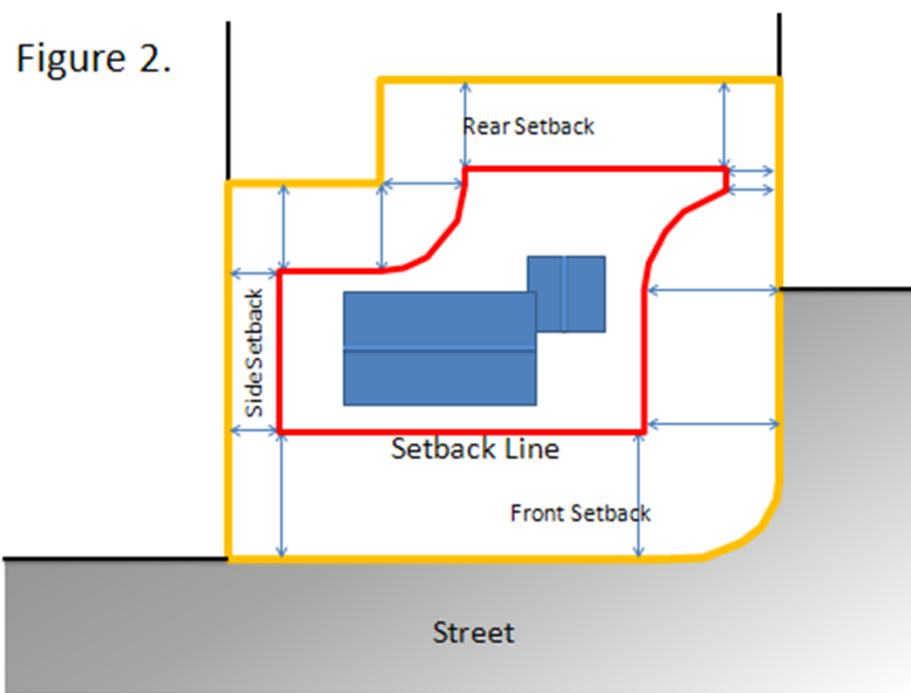 Figure 2.
Rear Setback
Side Setback
Setback Line
Front Setback
Street